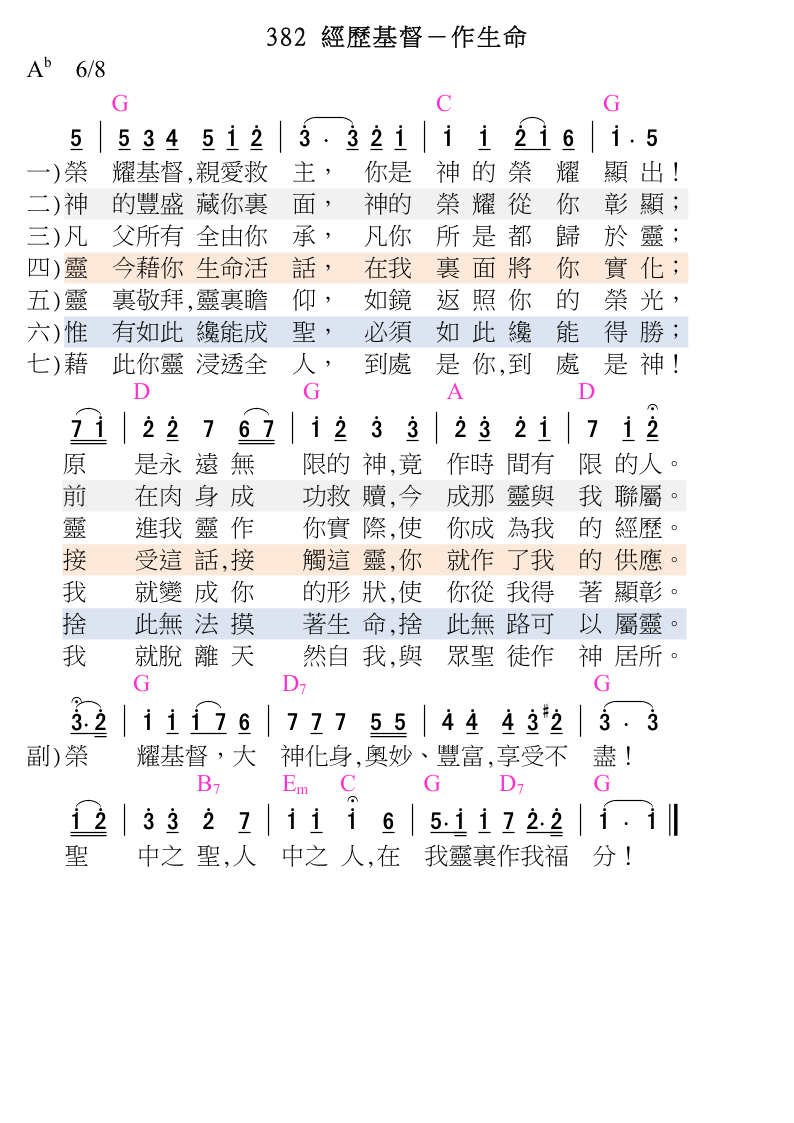 382 經歷基督－作生命
A♭ 6/8
G C G
5 | 5 3 4 5 1 2 | 3 · 3 2 1 | 1 1 2 1 6 | 1 · 5
一)榮 耀基督,親愛救 主， 你是 神 的 榮 耀 顯 出！
二)神 的豐盛 藏你裏 面， 神的 榮 耀 從 你 彰 顯；
三)凡 父所有 全由你 承， 凡你 所 是 都 歸 於 靈；
四)靈 今藉你 生命活 話， 在我 裏 面 將 你 實 化；
五)靈 裏敬拜,靈裏瞻 仰， 如鏡 返 照 你 的 榮 光，
六)惟 有如此 纔能成 聖， 必須 如 此 纔 能 得 勝；
七)藉 此你靈 浸透全 人， 到處 是 你,到 處 是 神！
D G A D
7 1 | 2 2 7 6 7 | 1 2 3 3 | 2 3 2 1 | 7 1 2
原 是永 遠 無 限的 神,竟 作時 間有 限 的人。
前 在肉 身 成 功救 贖,今 成那 靈與 我 聯屬。
靈 進我 靈 作 你實 際,使 你成 為我 的 經歷。
接 受這 話,接 觸這 靈,你 就作 了我 的 供應。
我 就變 成 你 的形 狀,使 你從 我得 著 顯彰。
捨 此無 法 摸 著生 命,捨 此無 路可 以 屬靈。
我 就脫 離 天 然自 我,與 眾聖 徒作 神 居所。
G D7 G
3· 2 | 1 1 1 7 6 | 7 7 7 5 5 | 4 4 4 3 #2 | 3 · 3
副)榮 耀基督，大 神化身,奧妙、豐富,享受不 盡！
B7 Em C G D7 G
1 2 | 3 3 2 7 | 1 1 1 6 | 5· 1 1 7 2· 2 | 1 · 1
聖 中之 聖,人 中之 人,在 我靈裏作我福 分！